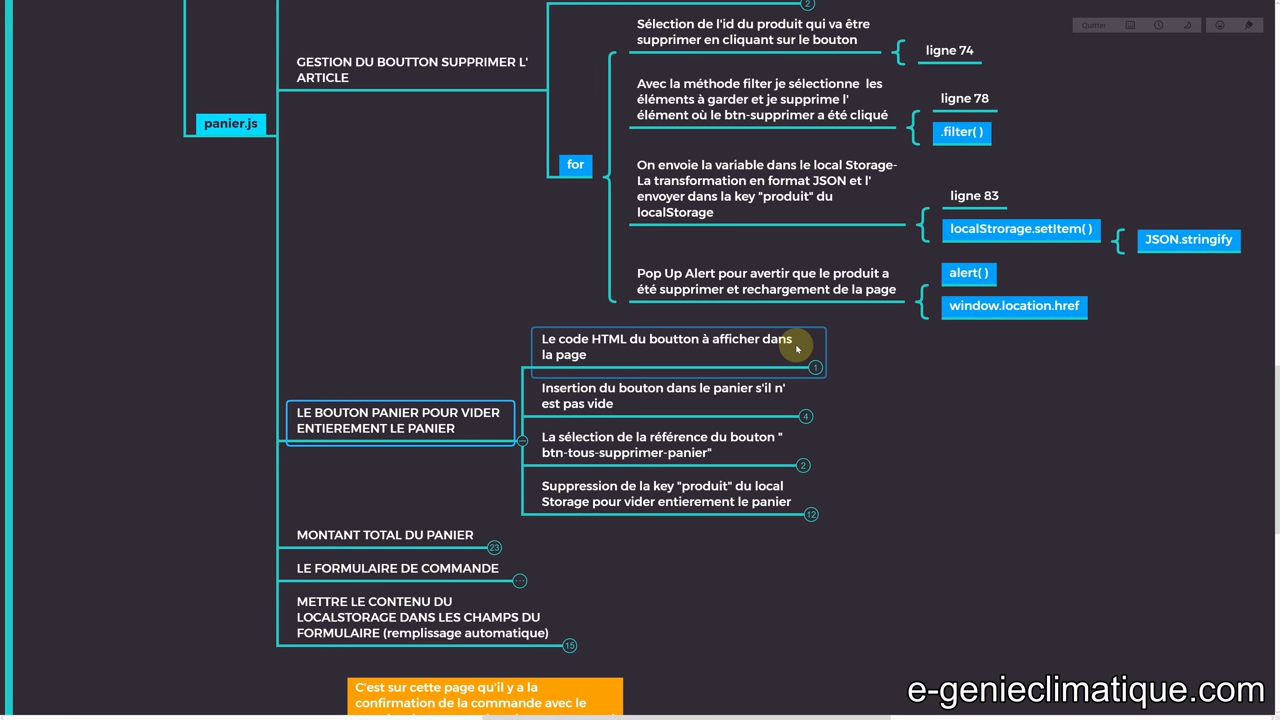 2
Quitter
Sélection de l'id du produit qui va être
supprimer en cliquant sur le bouton
ligne 74
GESTION DU BOUTTON SUPPRIMER L'
ARTICLE
Avec la méthode filter je sélectionne les
éléments à garder et je supprime l'
élément où le btn-supprimer a été cliqué
ligne 78
.filter( )
panier.js
for
On envoie la variable dans le local Storage-
La transformation en format JSON et l'
envoyer dans la key "produit" du
localStorage
ligne 83
localStrorage.setItem( )
JSON.stringify
Pop Up Alert pour avertir que le produit a
été supprimer et rechargement de la page
alert( )
window.location.href
Le code HTML du boutton à afficher dans
la page
1
Insertion du bouton dans le panier s'il n'
est pas vide
4
LE BOUTON PANIER POUR VIDER
ENTIEREMENT LE PANIER
La sélection de la référence du bouton "
btn-tous-supprimer-panier"
2
Suppression de la key "produit" du local
Storage pour vider entierement le panier
12
MONTANT TOTAL DU PANIER
23
LE FORMULAIRE DE COMMANDE
...
METTRE LE CONTENU DU
LOCALSTORAGE DANS LES CHAMPS DU
FORMULAIRE (remplissage automatique)
15
C'est sur cette page qu'il y a la
confirmation de la commande avec le
e-genieclimatique.com